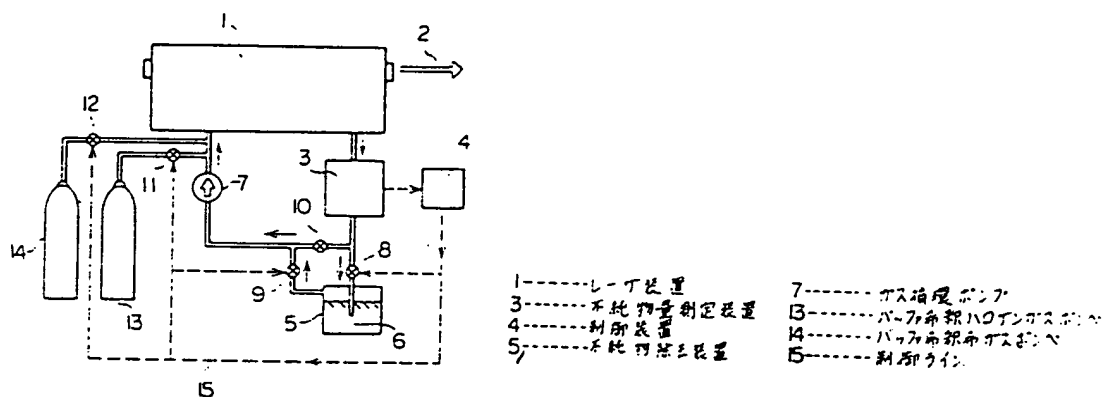 1
2
12
3
4
11
7
10
14
8
9
13
5
6
15
1------レーザ装置
3------不純物量測定装置
4------制御装置
5------不純物除去装置
7------ガス循環ポンプ
13------バッファ希釈ハロゲンガスボンベ
14------バッファ希釈ガスボンベ
15------制御ライン